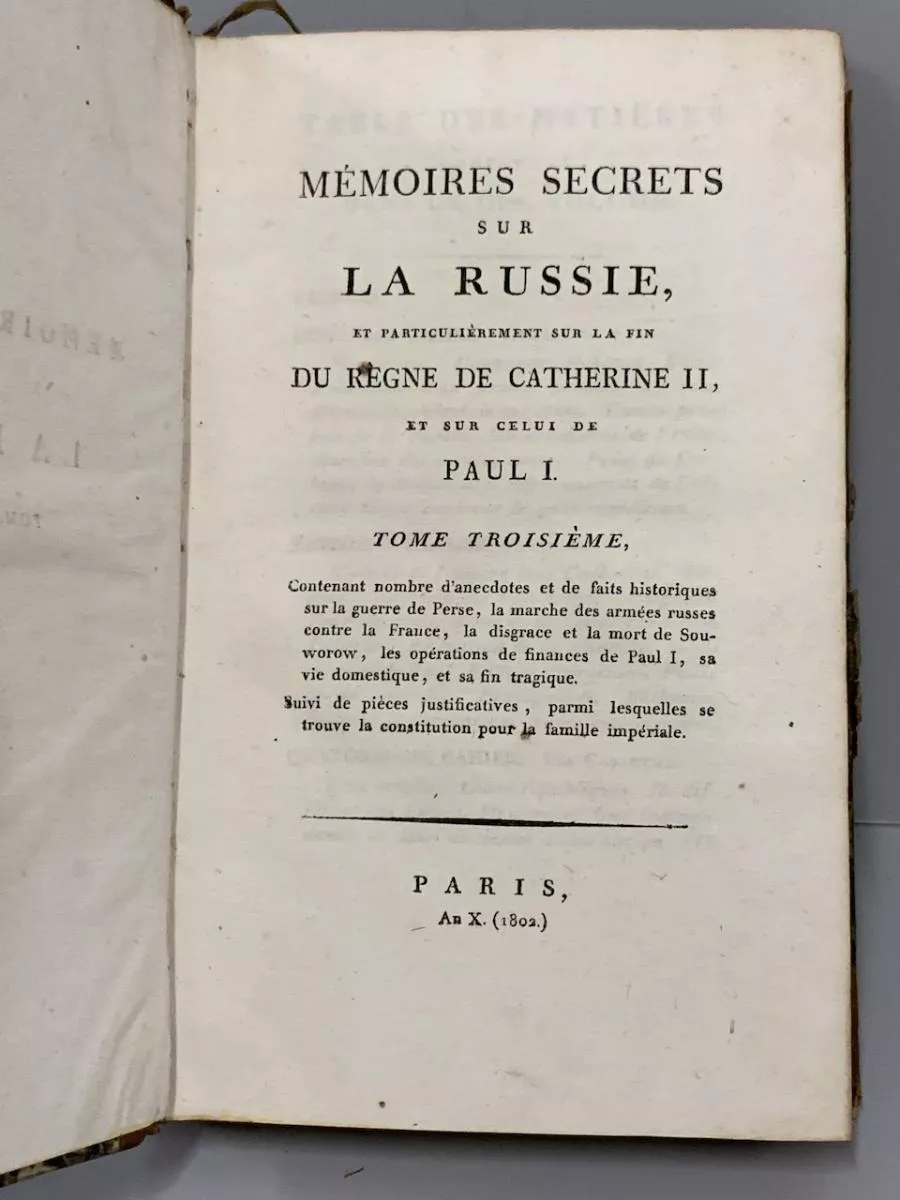 MÉMOIRES SECRETS
SUR
LA RUSSIE,
ET PARTICULIÈREMENT SUR LA FIN
DU RÈGNE DE CATHERINE II,
ET SUR CELUI DE
PAUL I.
TOME TROISIÈME,
Contenant nombre d'anecdotes et de faits historiques
sur la guerre de Perse, la marche des armées russes
contre la France, la disgrace et la mort de Sou-
worow, les opérations de finances de Paul I, sa
vie domestique, et sa fin tragique.
Suivi de pièces justificatives, parmi lesquelles se
trouve la constitution pour la famille impériale.
PARIS,
An X. (1802.)